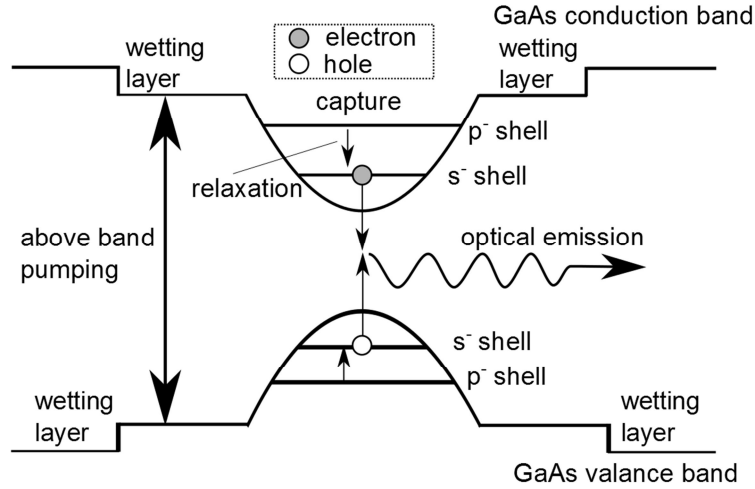 GaAs conduction band
wetting
layer
electron
hole
wetting
layer
capture
p- shell
relaxation
s- shell
above band
pumping
optical emission
s- shell
p- shell
wetting
layer
wetting
layer
GaAs valance band